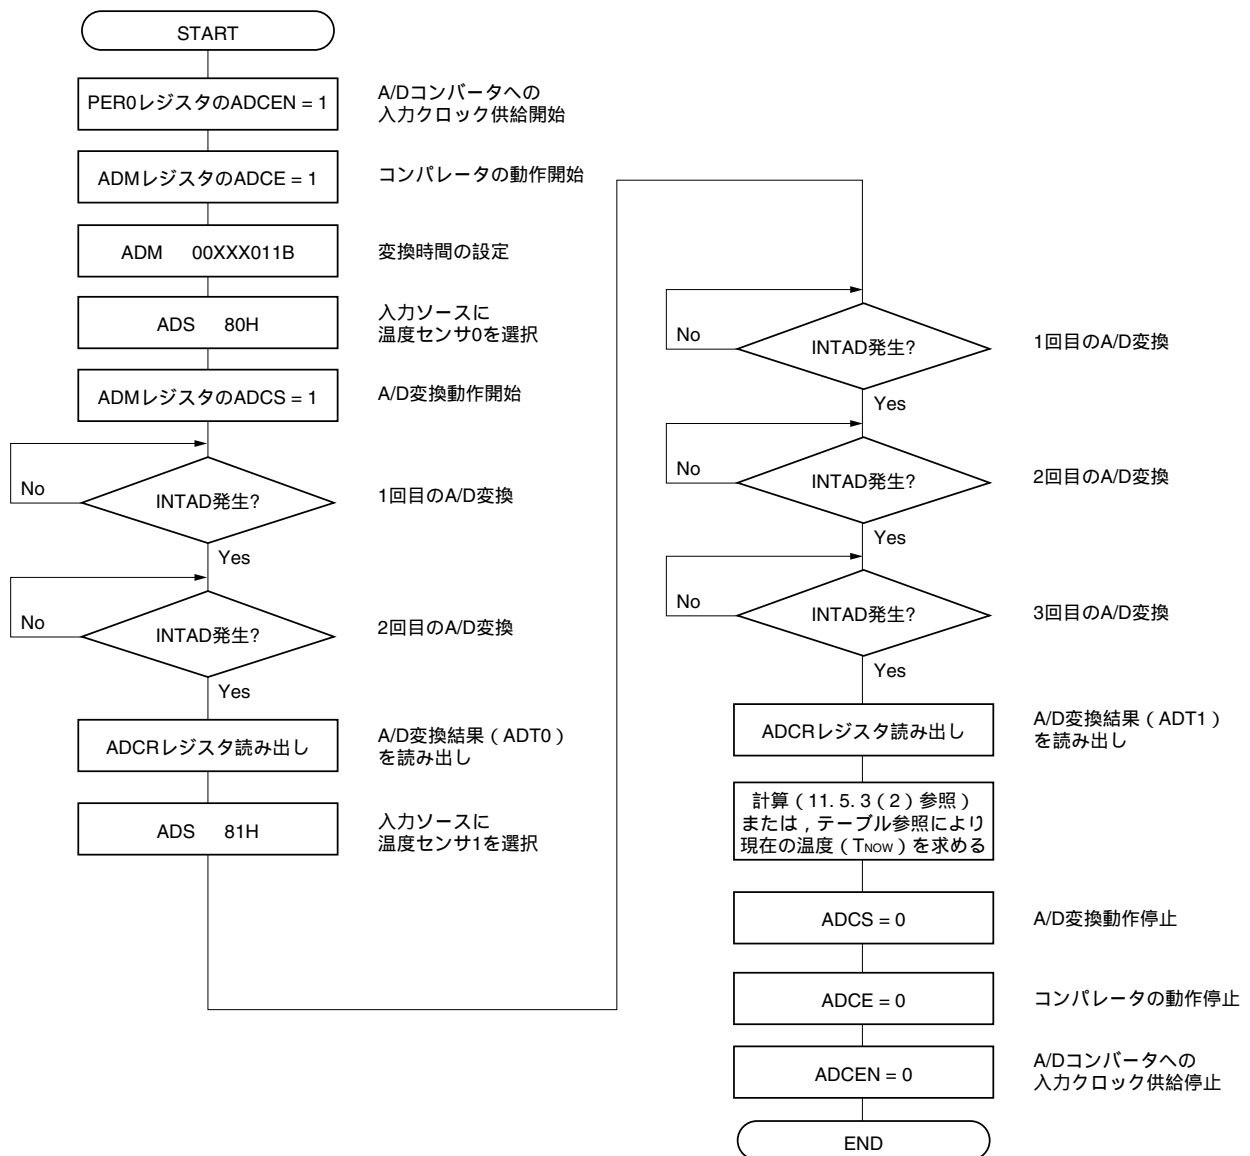 START
PER0レジスタのADCEN = 1
A/Dコンバータへの
入力クロック供給開始
ADMレジスタのADCE = 1
コンパレータの動作開始
ADM 00XXX011B
変換時間の設定
ADS 80H
入力ソースに
温度センサ0を選択
ADMレジスタのADCS = 1
A/D変換動作開始
No
INTAD発生?
1回目のA/D変換
Yes
No
INTAD発生?
2回目のA/D変換
Yes
ADCRレジスタ読み出し
A/D変換結果(ADT0)
を読み出し
ADS 81H
入力ソースに
温度センサ1を選択
No
INTAD発生?
1回目のA/D変換
Yes
No
INTAD発生?
2回目のA/D変換
Yes
No
INTAD発生?
3回目のA/D変換
Yes
ADCRレジスタ読み出し
A/D変換結果(ADT1)
を読み出し
計算(11. 5. 3(2)参照)
または,テーブル参照により
現在の温度(TNOW)を求める
ADCS = 0
A/D変換動作停止
ADCE = 0
コンパレータの動作停止
ADCEN = 0
A/Dコンバータへの
入力クロック供給停止
END